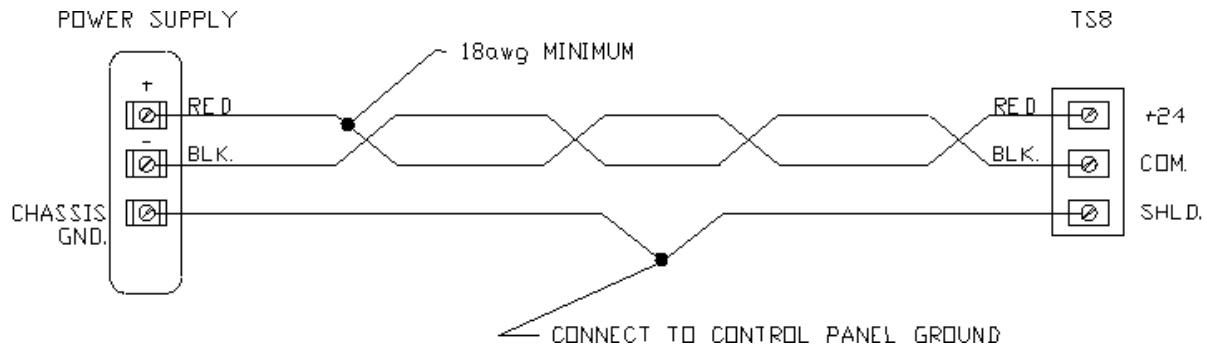 POWER SUPPLY
TS8
18awg MINIMUM
+
RED
RED
+24
-
BLK.
BLK.
COM.
CHASSIS
GND.
SHLD.
CONNECT TO CONTROL PANEL GROUND